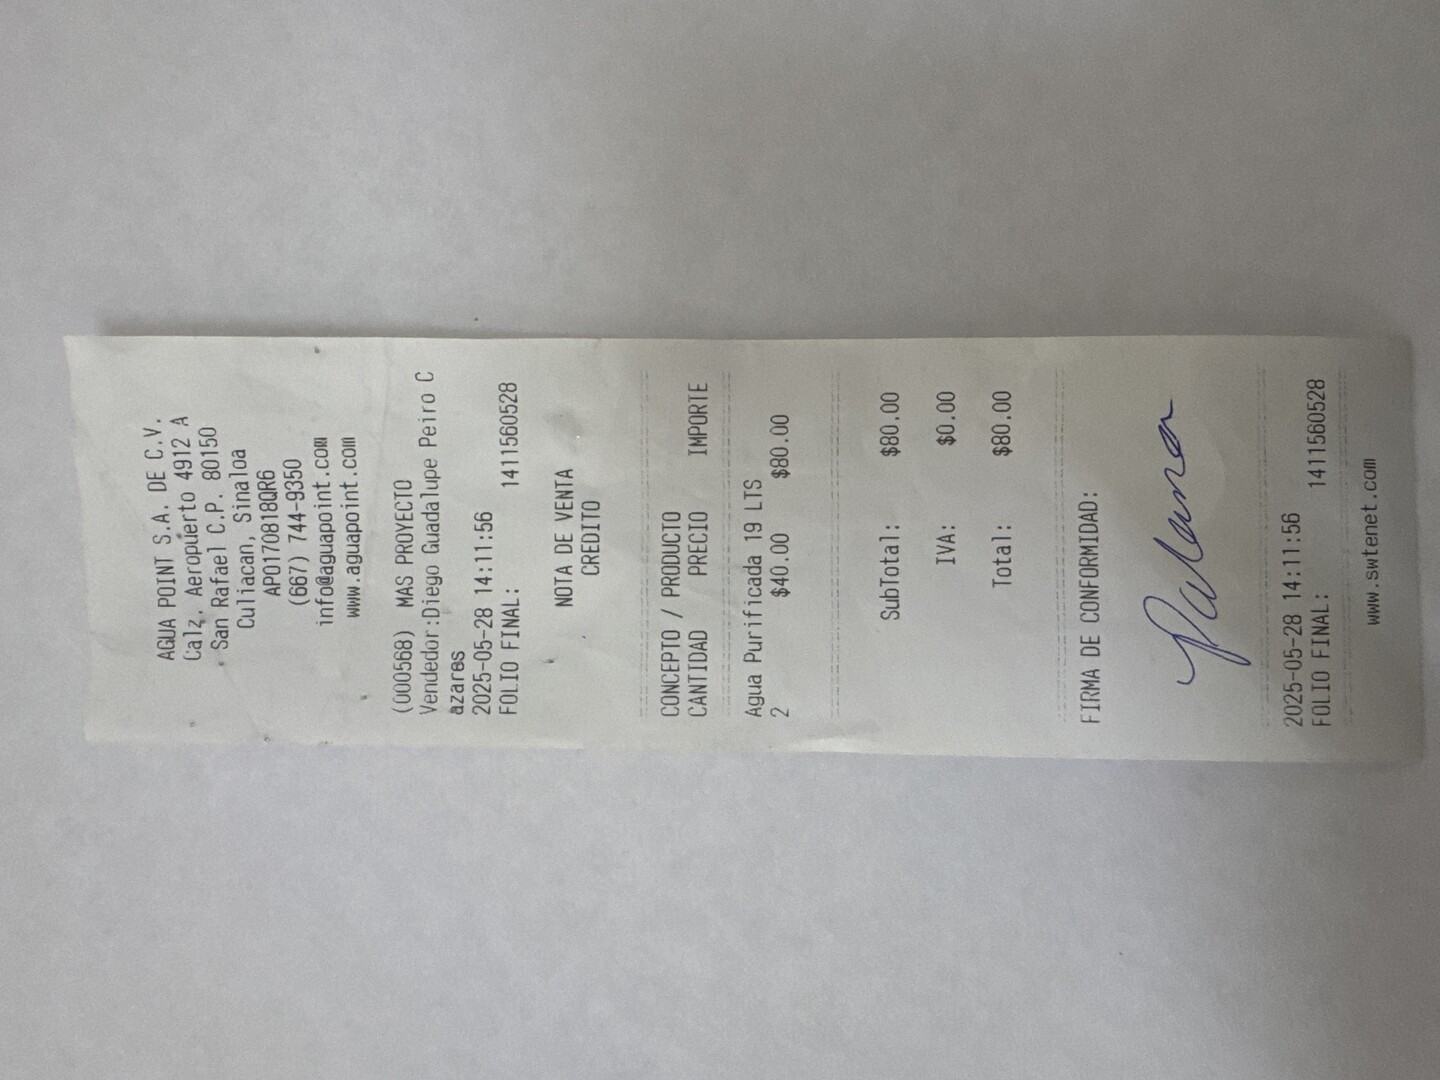 AGUA POINT S.A. DE C.V.
Calz. Aeropuerto 4912 A
San Rafael C.P. 80150
Culiacan, Sinaloa
APO170818QR6
(667) 744-9350
info@aguapoint.com
www.aguapoint.com
(000568) MAS PROYECTO
Vendedor:Diego Guadalupe Peiro C
azares
2025-05-28 14:11:56
FOLIO FINAL: 1411560528
NOTA DE VENTA
CREDITO
CONCEPTO / PRODUCTO
CANTIDAD PRECIO IMPORTE
Agua Purificada 19 LTS
2 $40.00 $80.00
SubTotal: $80.00
IVA: $0.00
Total: $80.00
FIRMA DE CONFORMIDAD:
Paloma
2025-05-28 14:11:56
FOLIO FINAL: 1411560528
www.swtenet.com